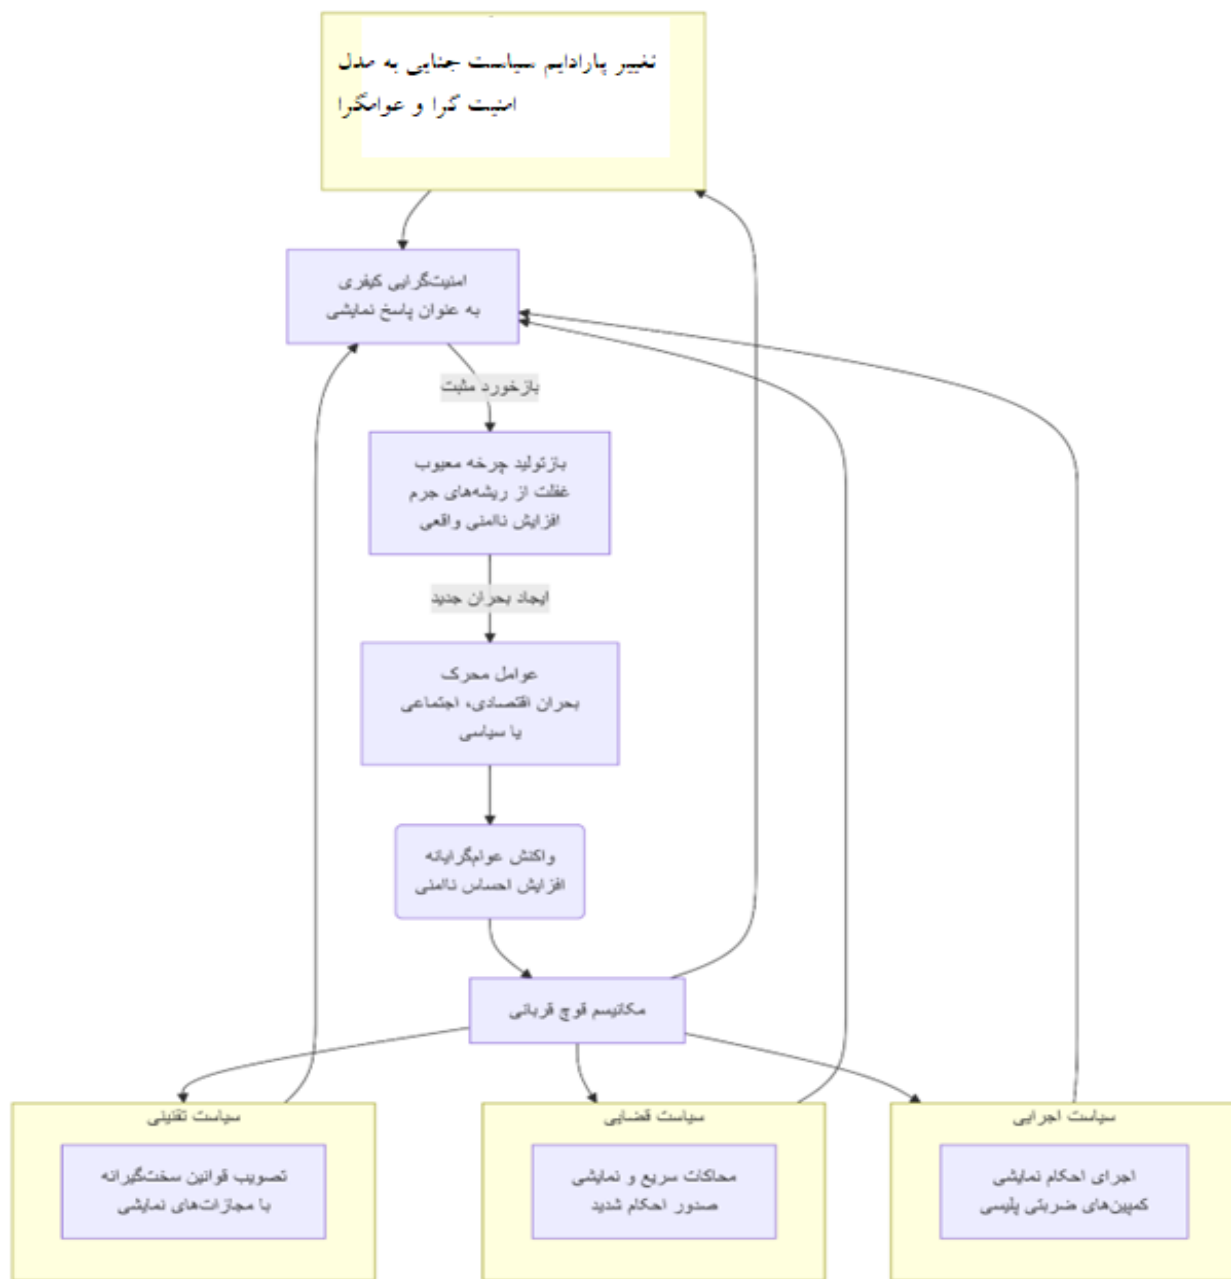 تغییر پارادایم سیاست جنایی به مدل
امنیت گرا و عوامگرا
امنیت‌گرایی کیفری
به عنوان پاسخ نمایشی
بازخورد مثبت
بازتولید چرخه معیوب
غفلت از ریشه‌های جرم
افزایش ناامنی واقعی
ایجاد بحران جدید
عوامل محرک
بحران اقتصادی، اجتماعی
یا سیاسی
واکنش عوام‌گرایانه
افزایش احساس ناامنی
مکانیسم قوچ قربانی
سیاست تقنینی
تصویب قوانین سخت‌گیرانه
با مجازات‌های نمایشی
سیاست قضایی
محاکات سریع و نمایشی
صدور احکام شدید
سیاست اجرایی
اجرای احکام نمایشی
کمپین‌های ضربتی پلیسی